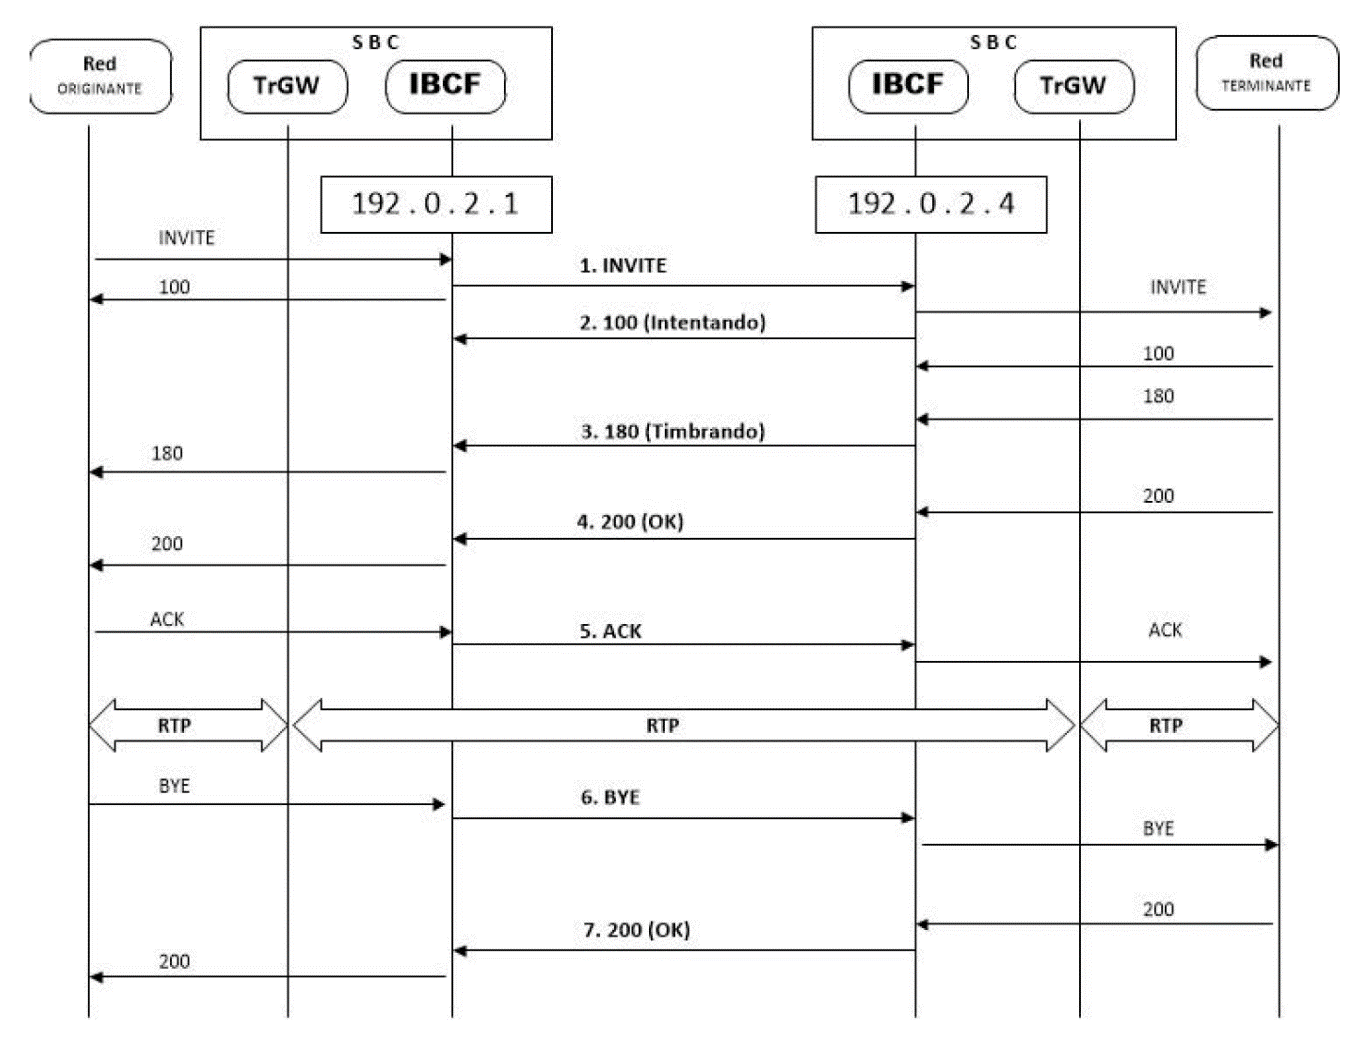 Red
ORIGINANTE
S B C
TrGW
IBCF
S B C
IBCF
TrGW
Red
TERMINANTE
192.0.2.1
192.0.2.4
INVITE
1. INVITE
100
INVITE
2. 100 (Intentando)
100
180
3. 180 (Timbrando)
180
200
4. 200 (OK)
200
ACK
5. ACK
ACK
RTP
RTP
RTP
BYE
6. BYE
BYE
200
7. 200 (OK)
200